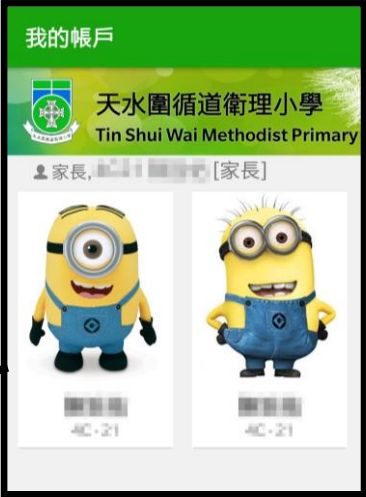 我的帳戶
天水圍循道衛理小學
Tin Shui Wai Methodist Primary
家長, [家長]
4C - 21
4C - 21